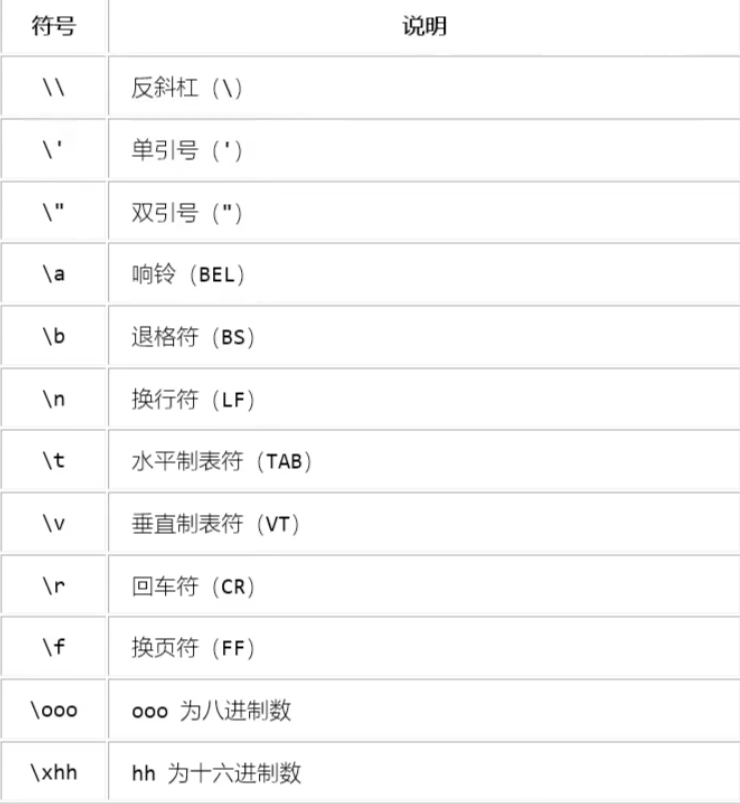 符号 说明
\\ 反斜杠（\）
\' 单引号（'）
\" 双引号（"）
\a 响铃（BEL）
\b 退格符（BS）
\n 换行符（LF）
\t 水平制表符（TAB）
\v 垂直制表符（VT）
\r 回车符（CR）
\f 换页符（FF）
\ooo ooo 为八进制数
\xhh hh 为十六进制数